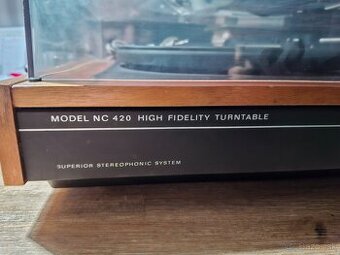 MODEL NC 420 HIGH FIDELITY TURNTABLE
SUPERIOR STEREOPHONIC SYSTEM